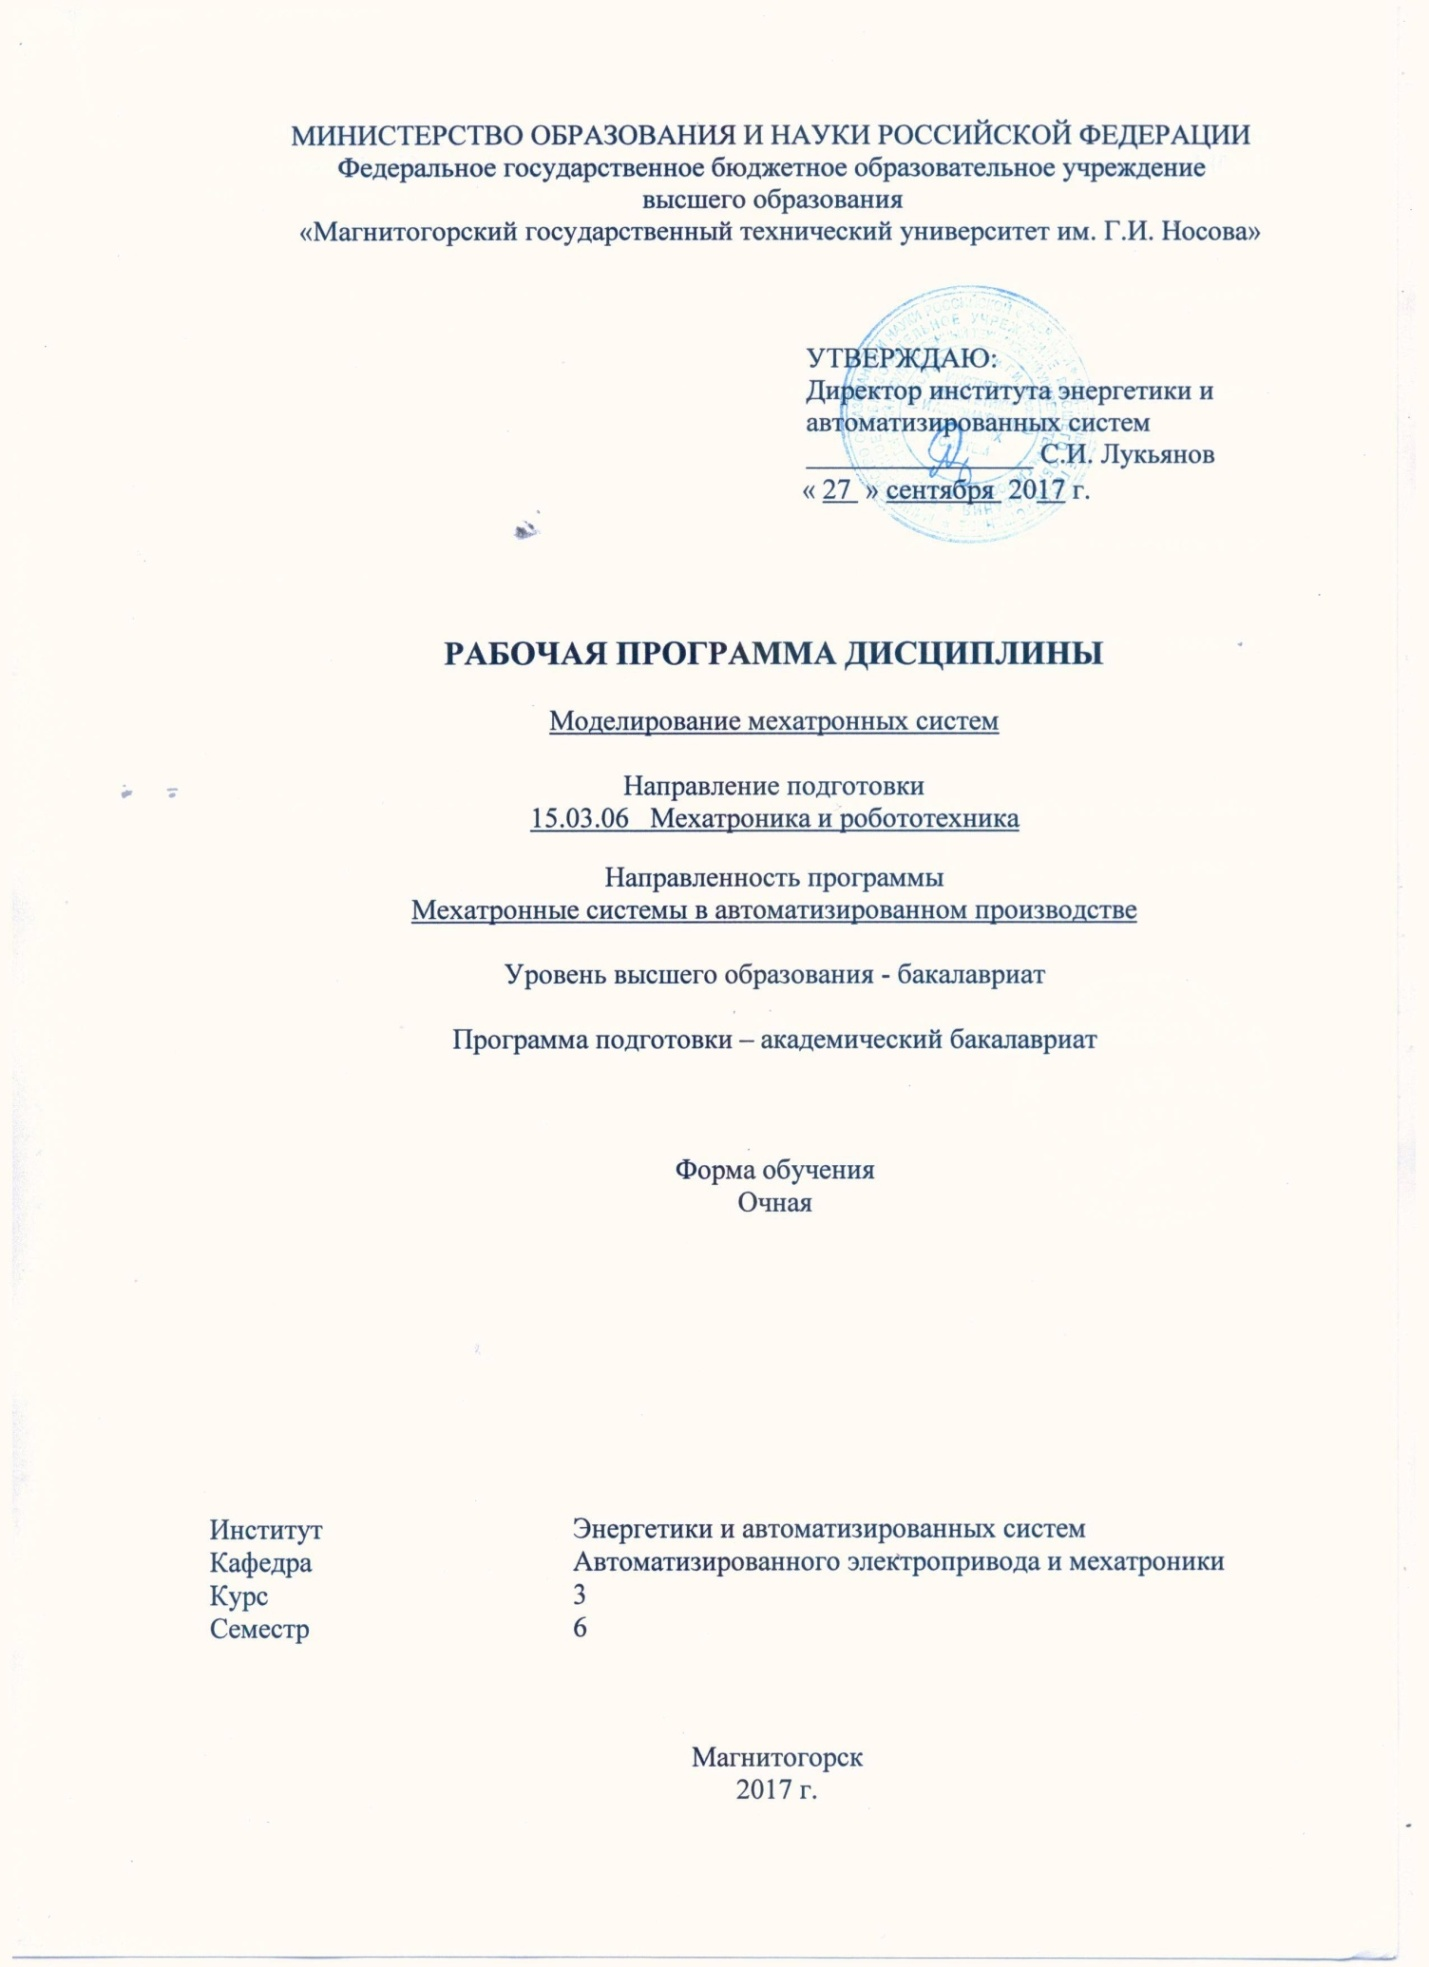 МИНИСТЕРСТВО ОБРАЗОВАНИЯ И НАУКИ РОССИЙСКОЙ ФЕДЕРАЦИИ
Федеральное государственное бюджетное образовательное учреждение
высшего образования
«Магнитогорский государственный технический университет им. Г.И. Носова»
УТВЕРЖДАЮ:
Директор института энергетики и
автоматизированных систем
С.И. Лукьянов
« 27 » сентября 2017 г.
РАБОЧАЯ ПРОГРАММА ДИСЦИПЛИНЫ
Моделирование мехатронных систем
Направление подготовки
15.03.06 Мехатроника и робототехника
Направленность программы
Мехатронные системы в автоматизированном производстве
Уровень высшего образования - бакалавриат
Программа подготовки – академический бакалавриат
Форма обучения
Очная
Институт Энергетики и автоматизированных систем
Кафедра Автоматизированного электропривода и мехатроники
Курс 3
Семестр 6
Магнитогорск
2017 г.